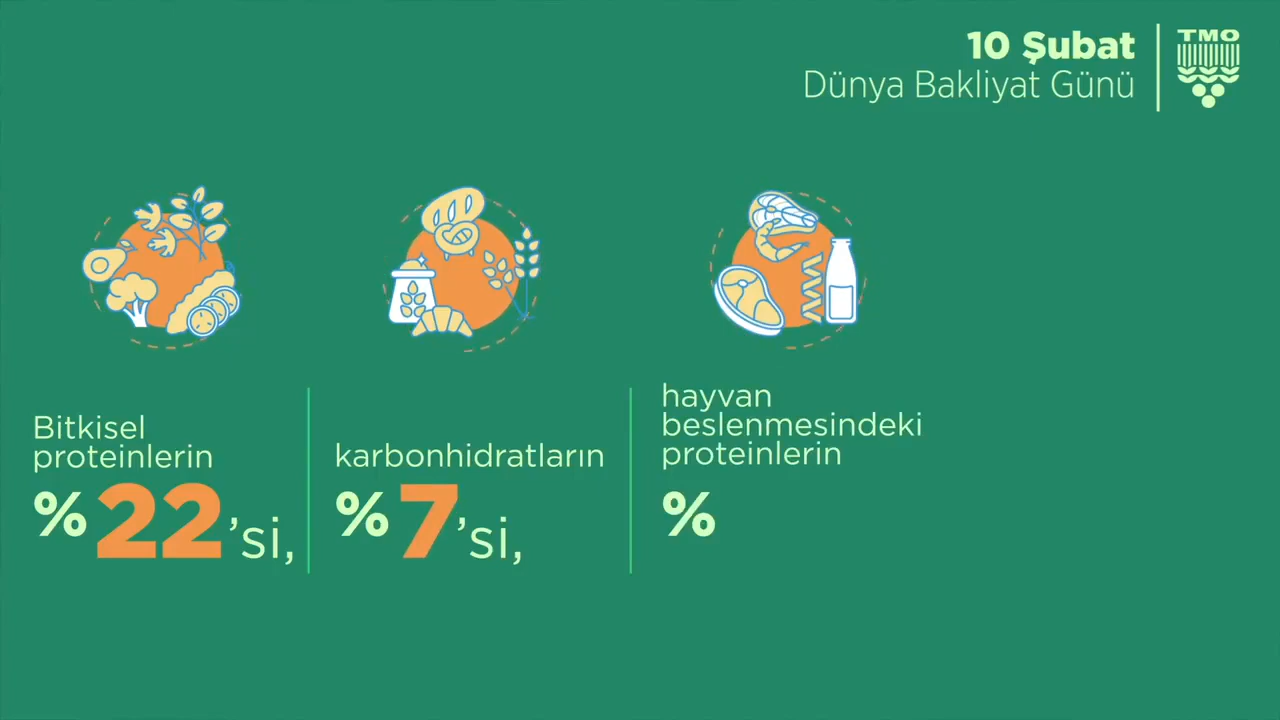 10 Şubat
Dünya Bakliyat Günü
TMO
Bitkisel
proteinlerin
%22’si,
karbonhidratların
%7’si,
hayvan
beslenmesindeki
proteinlerin
%